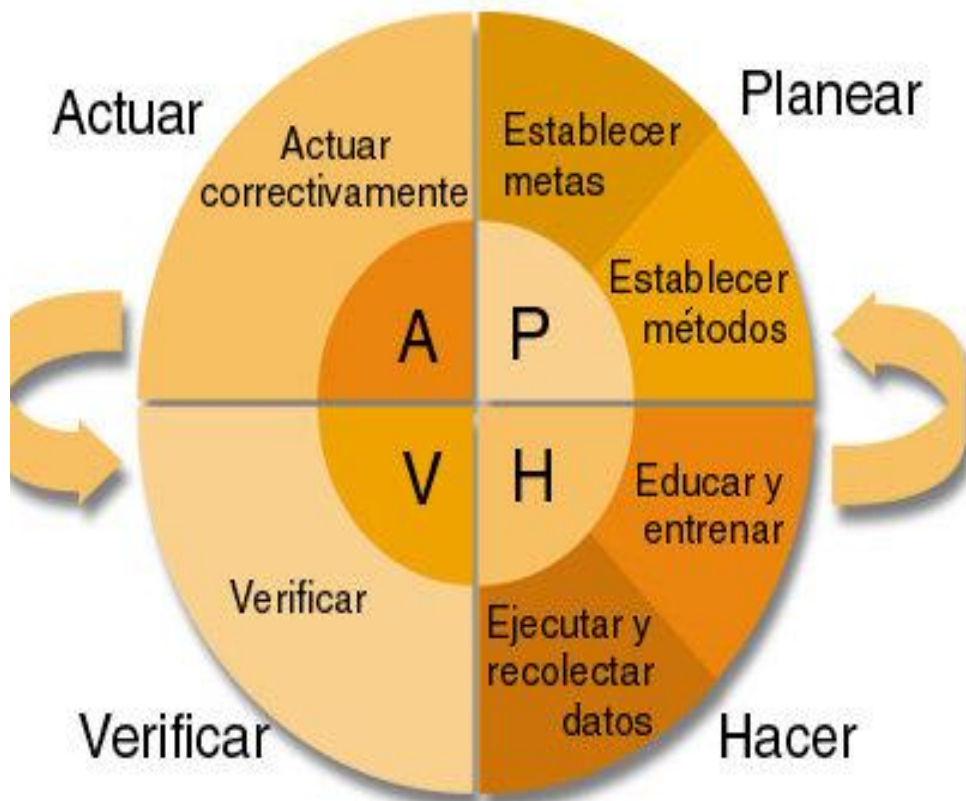 Actuar
Planear
Actuar
correctivamente
Establecer
metas
Establecer
métodos
A
P
V
H
Educar y
entrenar
Verificar
Ejecutar y
recolectar
datos
Verificar
Hacer